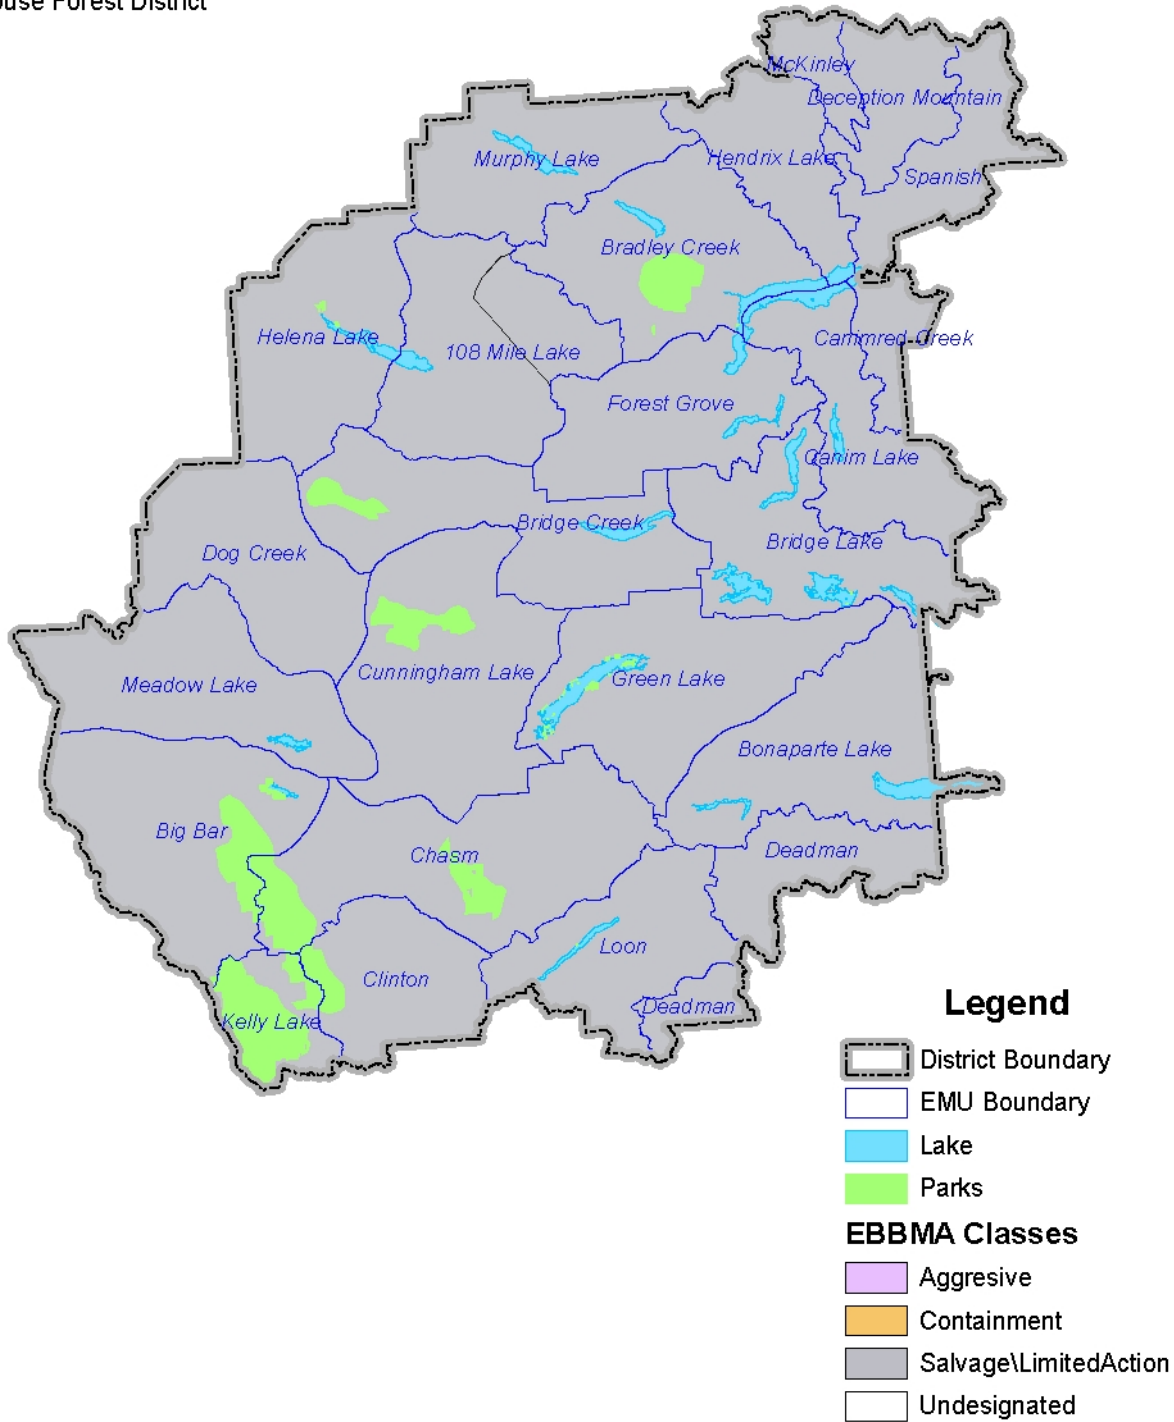 Forest District
McKinley
Deception Mountain
Murphy Lake
Hendrix Lake
Spanish
Bradley Creek
Helena Lake
108 Mile Lake
Canimred Creek
Forest Grove
Canim Lake
Bridge Creek
Bridge Lake
Dog Creek
Cunningham Lake
Green Lake
Meadow Lake
Bonaparte Lake
Big Bar
Chasm
Deadman
Loon
Clinton
Deadman
Kelly Lake
Legend
District Boundary
EMU Boundary
Lake
Parks
EBBMA Classes
Aggresive
Containment
Salvage\LimitedAction
Undesignated